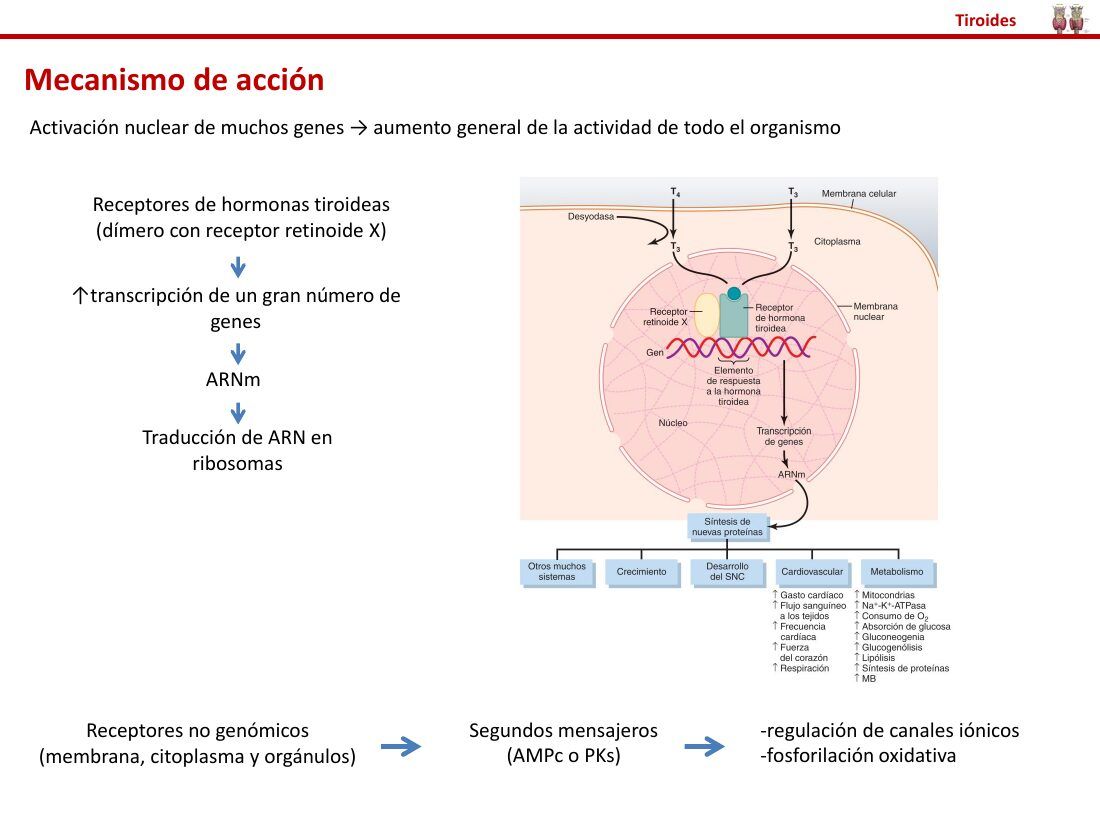 Tiroides
Mecanismo de acción
Activación nuclear de muchos genes → aumento general de la actividad de todo el organismo
Receptores de hormonas tiroideas
(dímero con receptor retinoide X)
↑transcripción de un gran número de
genes
ARNm
Traducción de ARN en
ribosomas
T4
T3
Membrana celular
Desyodasa
T3
T3
Citoplasma
Receptor
retinoide X
Receptor
de hormona
tiroidea
Membrana
nuclear
Gen
Elemento
de respuesta
a la hormona
tiroidea
Núcleo
Transcripción
de genes
ARNm
Síntesis de
nuevas proteínas
Otros muchos
sistemas
Crecimiento
Desarrollo
del SNC
Cardiovascular
Metabolismo
↑ Gasto cardíaco
↑ Flujo sanguíneo
a los tejidos
↑ Frecuencia
cardíaca
↑ Fuerza
del corazón
↑ Respiración
↑ Mitocondrias
↑ Na⁺-K⁺-ATPasa
↑ Consumo de O2
↑ Absorción de glucosa
↑ Gluconeogenia
↑ Glucogenólisis
↑ Lipólisis
↑ Síntesis de proteínas
↑ MB
Receptores no genómicos
(membrana, citoplasma y orgánulos)
Segundos mensajeros
(AMPc o PKs)
-regulación de canales iónicos
-fosforilación oxidativa